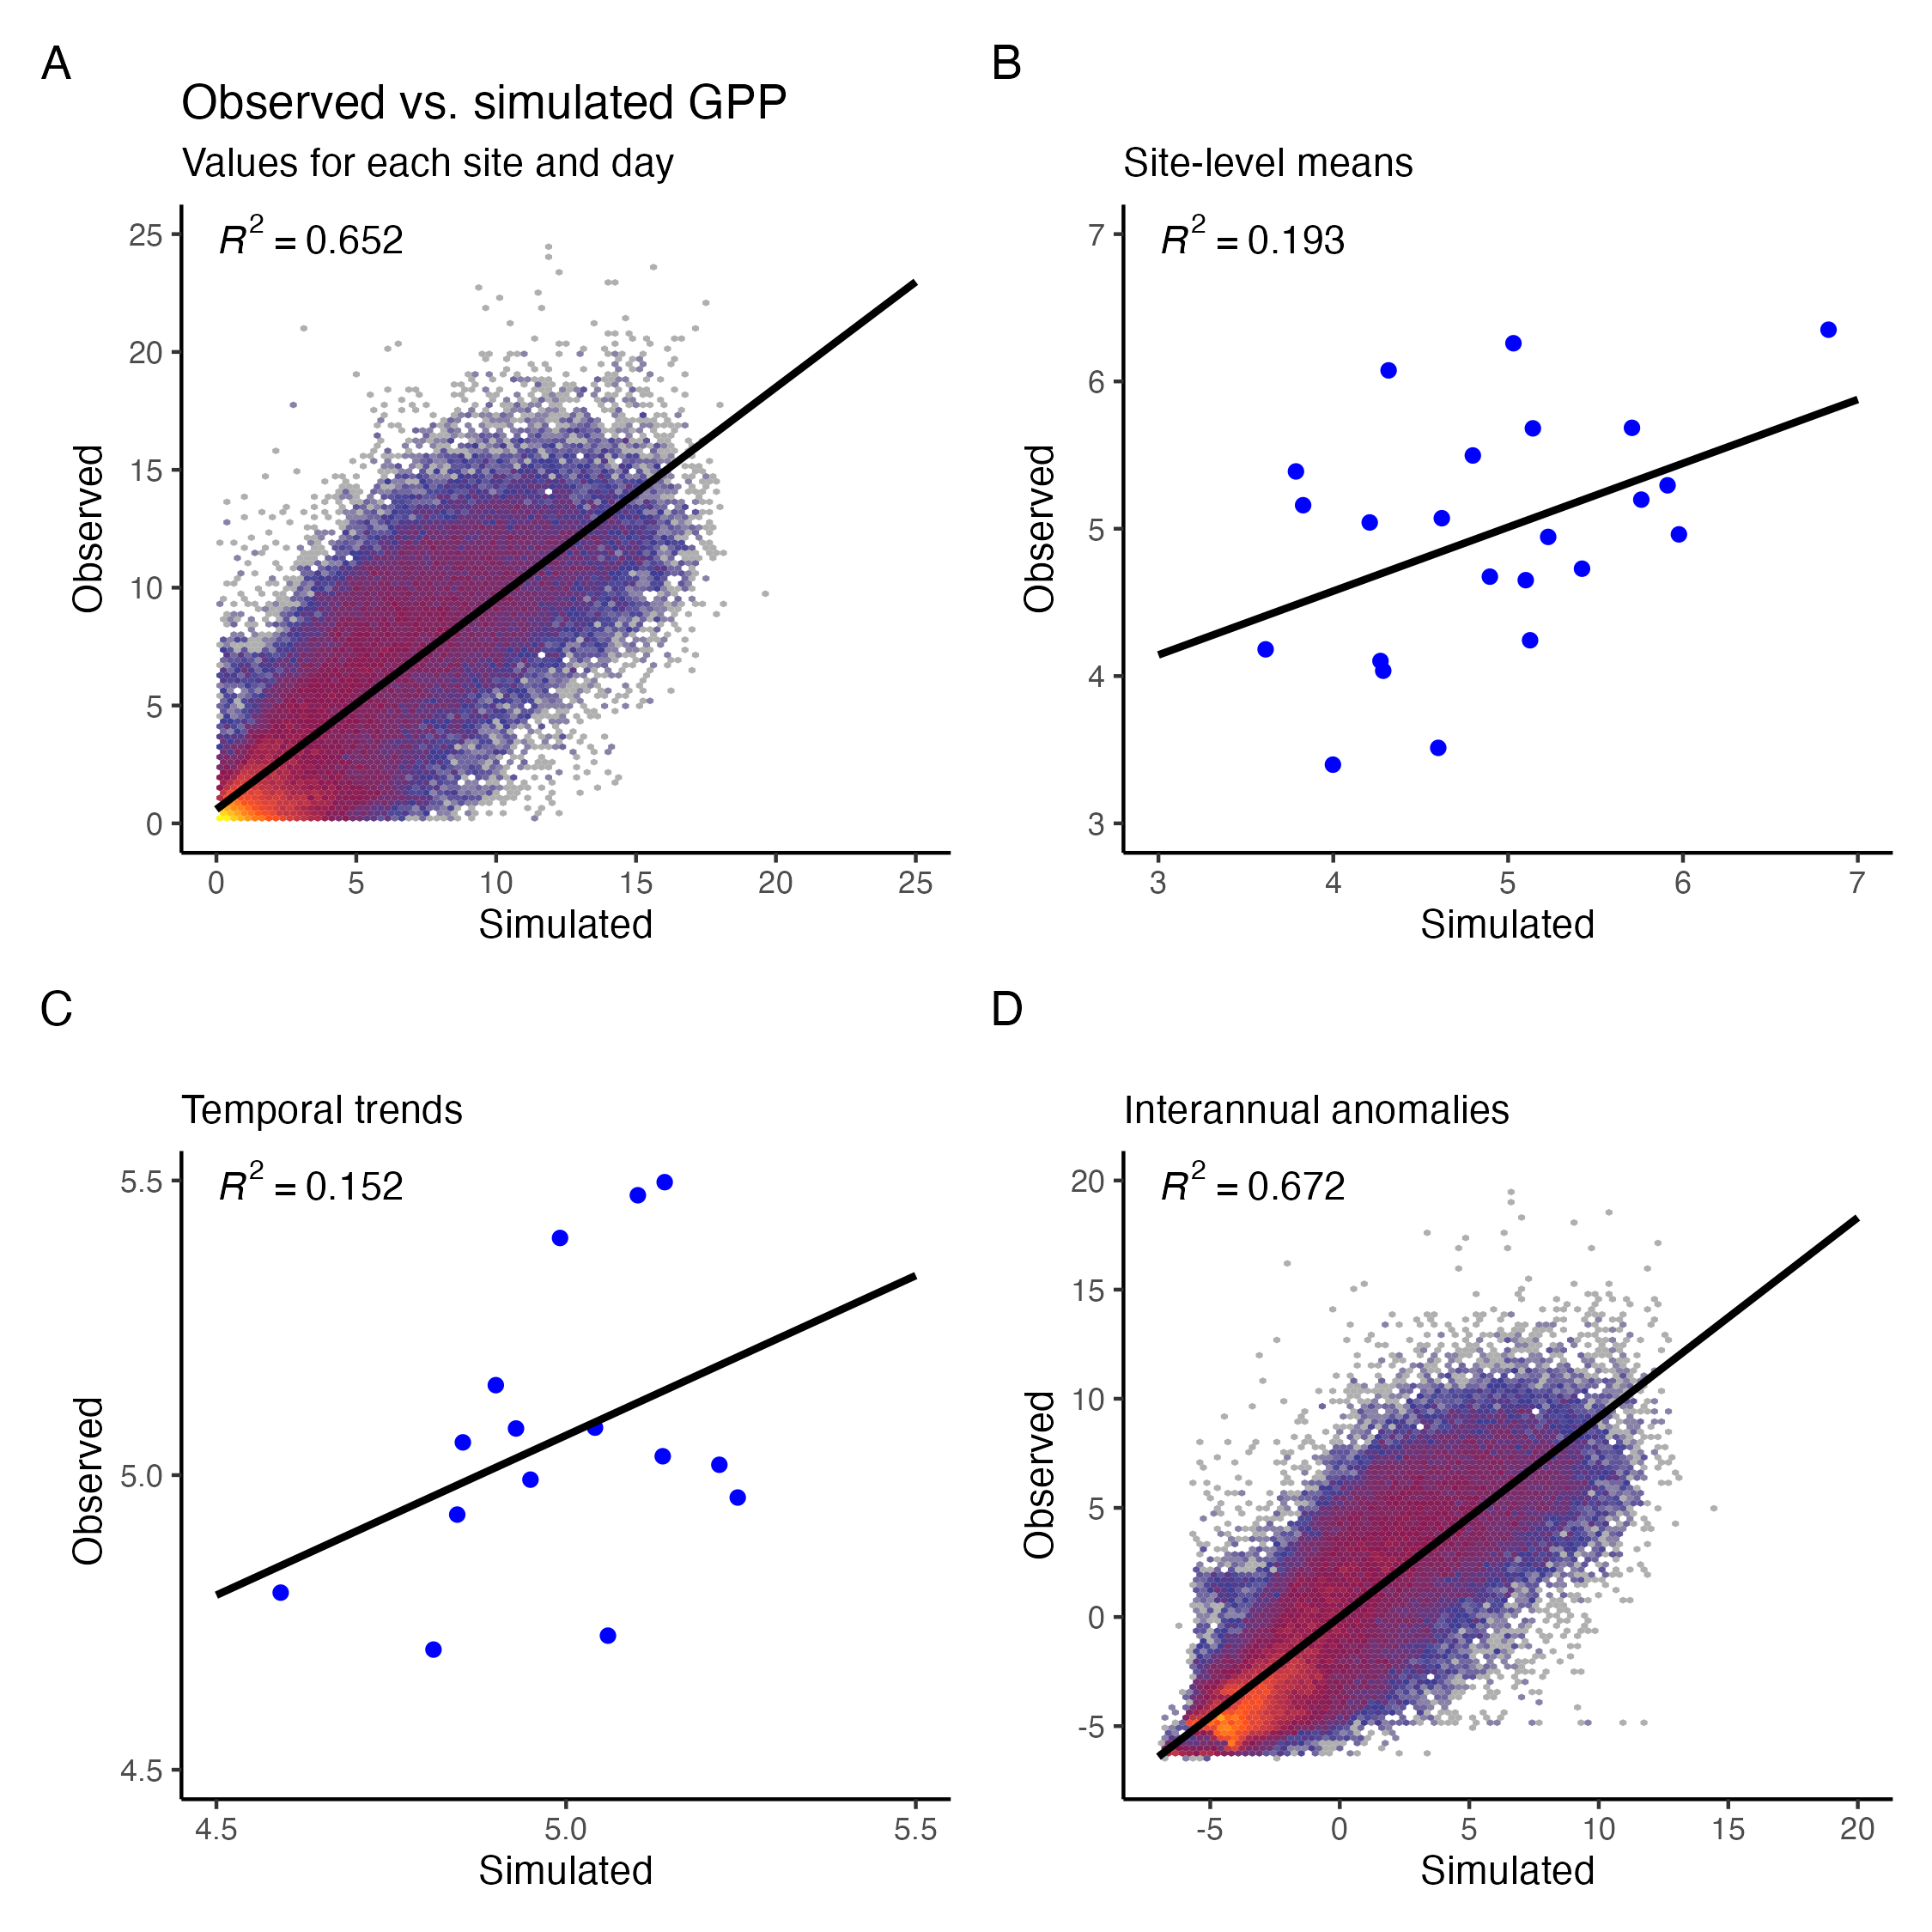 A
Observed vs. simulated GPP
Values for each site and day
R² = 0.652
25
20
15
10
5
0
Observed
0 5 10 15 20 25
Simulated
B
Site-level means
R² = 0.193
7
6
5
4
3
Observed
3 4 5 6 7
Simulated
C
Temporal trends
R² = 0.152
5.5
5.0
4.5
Observed
4.5 5.0 5.5
Simulated
D
Interannual anomalies
R² = 0.672
20
15
10
5
0
-5
Observed
-5 0 5 10 15 20
Simulated